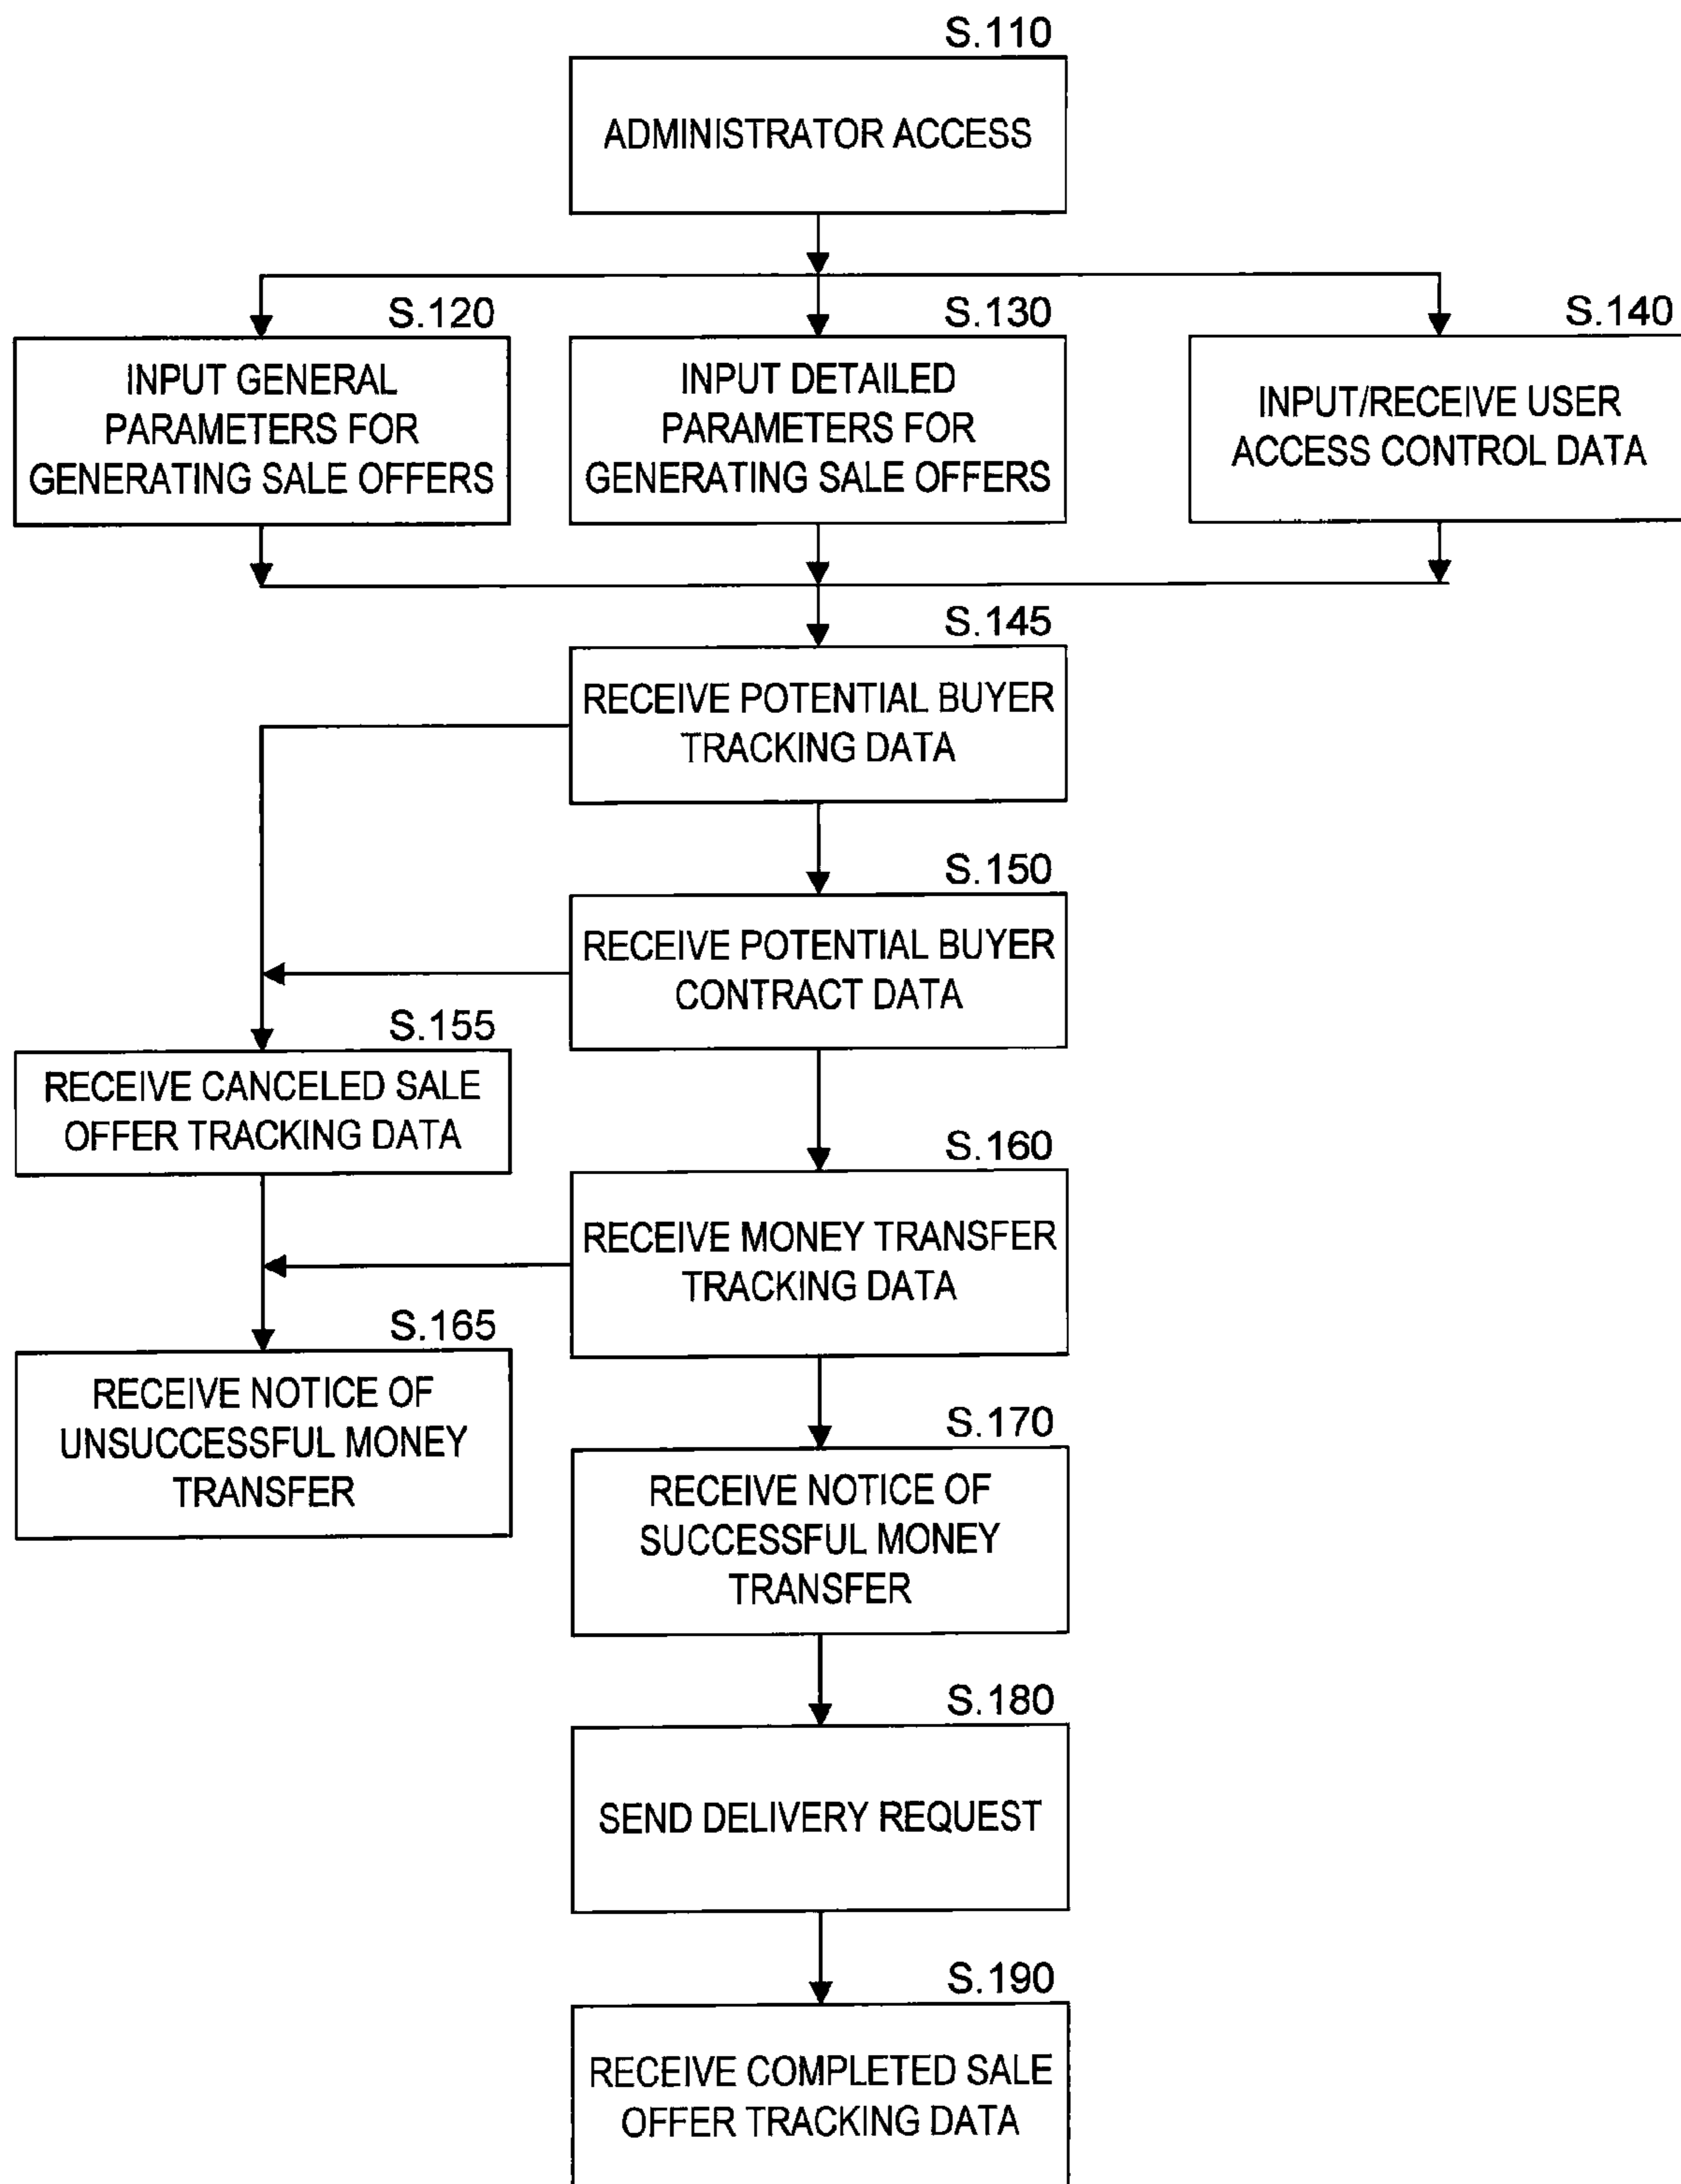 S.110
ADMINISTRATOR ACCESS
S.120
INPUT GENERAL
PARAMETERS FOR
GENERATING SALE OFFERS
S.130
INPUT DETAILED
PARAMETERS FOR
GENERATING SALE OFFERS
S.140
INPUT/RECEIVE USER
ACCESS CONTROL DATA
S.145
RECEIVE POTENTIAL BUYER
TRACKING DATA
S.150
RECEIVE POTENTIAL BUYER
CONTRACT DATA
S.155
RECEIVE CANCELED SALE
OFFER TRACKING DATA
S.160
RECEIVE MONEY TRANSFER
TRACKING DATA
S.165
RECEIVE NOTICE OF
UNSUCCESSFUL MONEY
TRANSFER
S.170
RECEIVE NOTICE OF
SUCCESSFUL MONEY
TRANSFER
S.180
SEND DELIVERY REQUEST
S.190
RECEIVE COMPLETED SALE
OFFER TRACKING DATA